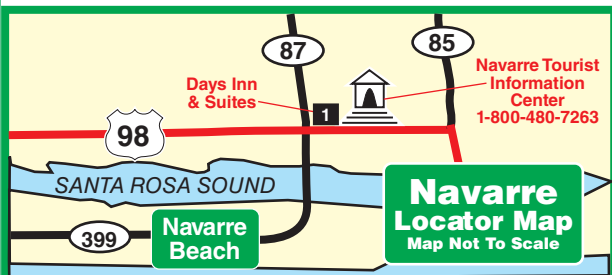 87
85
Days Inn
& Suites
1
Navarre Tourist
Information
Center
1-800-480-7263
98
SANTA ROSA SOUND
399
Navarre
Beach
Navarre
Locator Map
Map Not To Scale